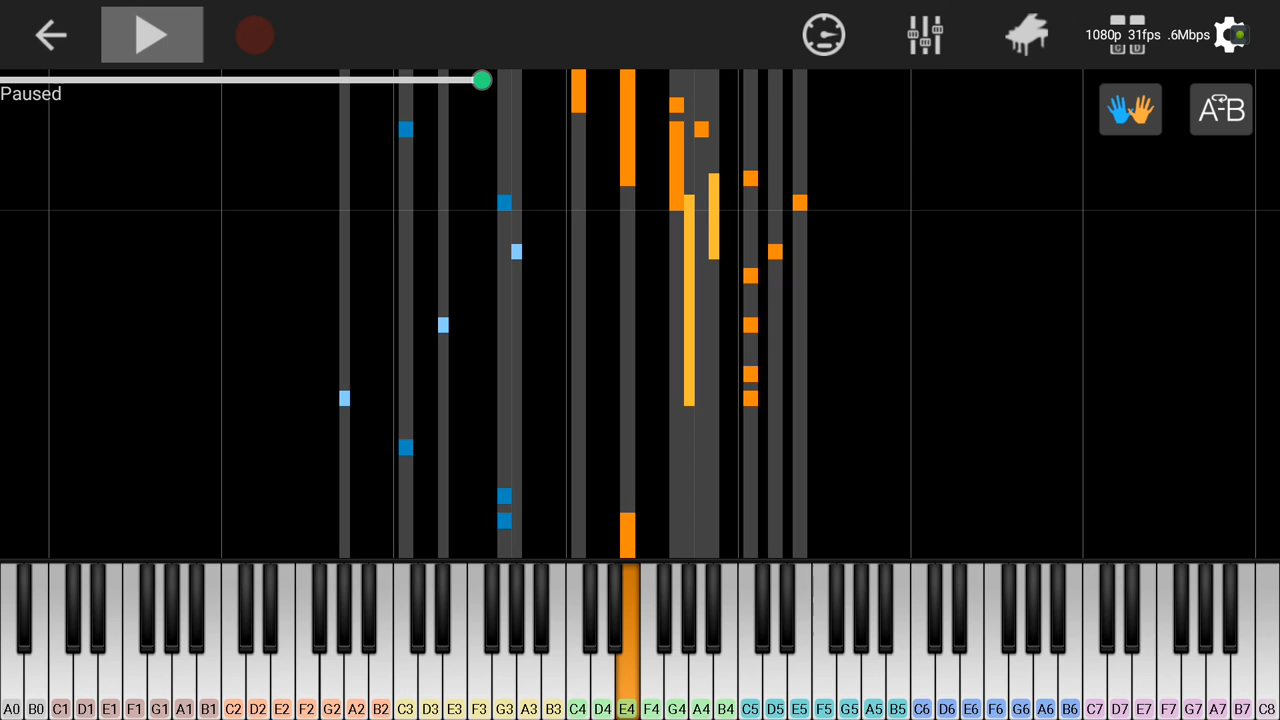 1080p 31fps .6Mbps
C D
Paused
A B
A0 B0 C1 D1 E1 F1 G1 A1 B1 C2 D2 E2 F2 G2 A2 B2 C3 D3 E3 F3 G3 A3 B3 C4 D4 E4 F4 G4 A4 B4 C5 D5 E5 F5 G5 A5 B5 C6 D6 E6 F6 G6 A6 B6 C7 D7 E7 F7 G7 A7 B7 C8